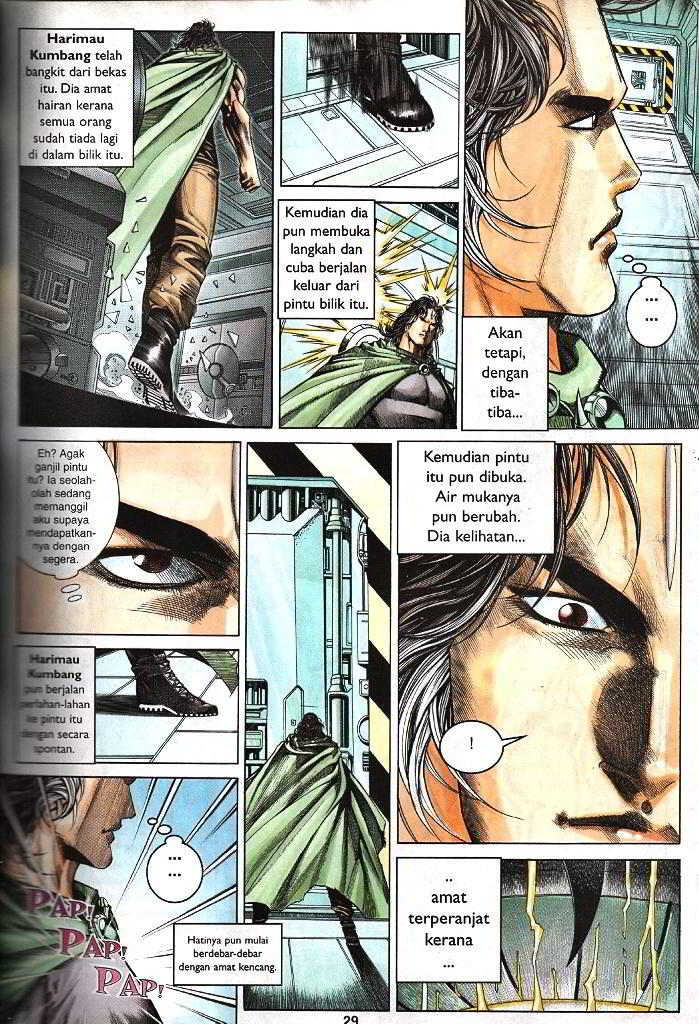 Harimau
Kumbang telah
bangkit dari bekas
itu. Dia amat
hairan kerana
semua orang
sudah tiada lagi
di dalam bilik itu.
Kemudian dia
pun membuka
langkah dan
cuba berjalan
keluar dari
pintu bilik itu.
...
...
Akan
tetapi,
dengan
tiba-
tiba...
Eh? Agak
ganjil pintu
itu? Ia seolah-
olah sedang
memanggil
aku supaya
mendapatkan-
nya dengan
segera.
Harimau
Kumbang
pun berjalan
perlahan-lahan
ke pintu itu
dengan secara
spontan.
...
...
PAP!
PAP!
PAP!
Hatinya pun mulai
berdebar-debar
dengan amat kencang.
Kemudian pintu
itu pun dibuka.
Air mukanya
pun berubah.
Dia kelihatan...
!
..
amat
terperanjat
kerana
...
29